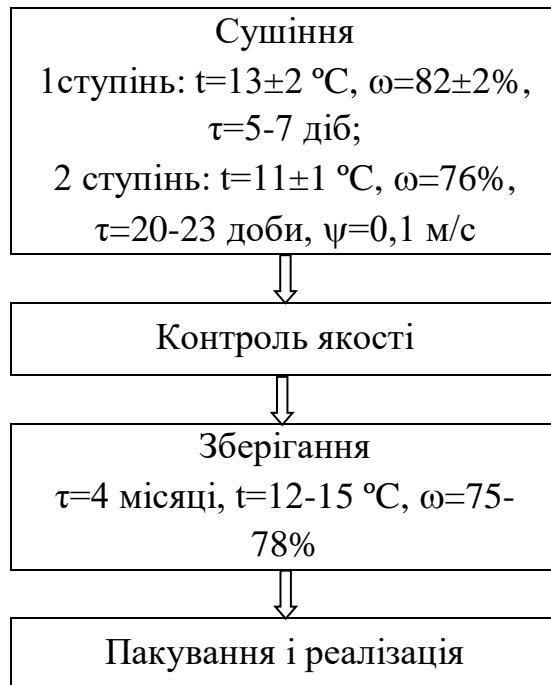 Сушіння
1ступінь: t=13±2 ºС, ω=82±2%,
τ=5-7 діб;
2 ступінь: t=11±1 ºС, ω=76%,
τ=20-23 доби, ψ=0,1 м/с
Контроль якості
Зберігання
τ=4 місяці, t=12-15 ºС, ω=75-
78%
Пакування і реалізація